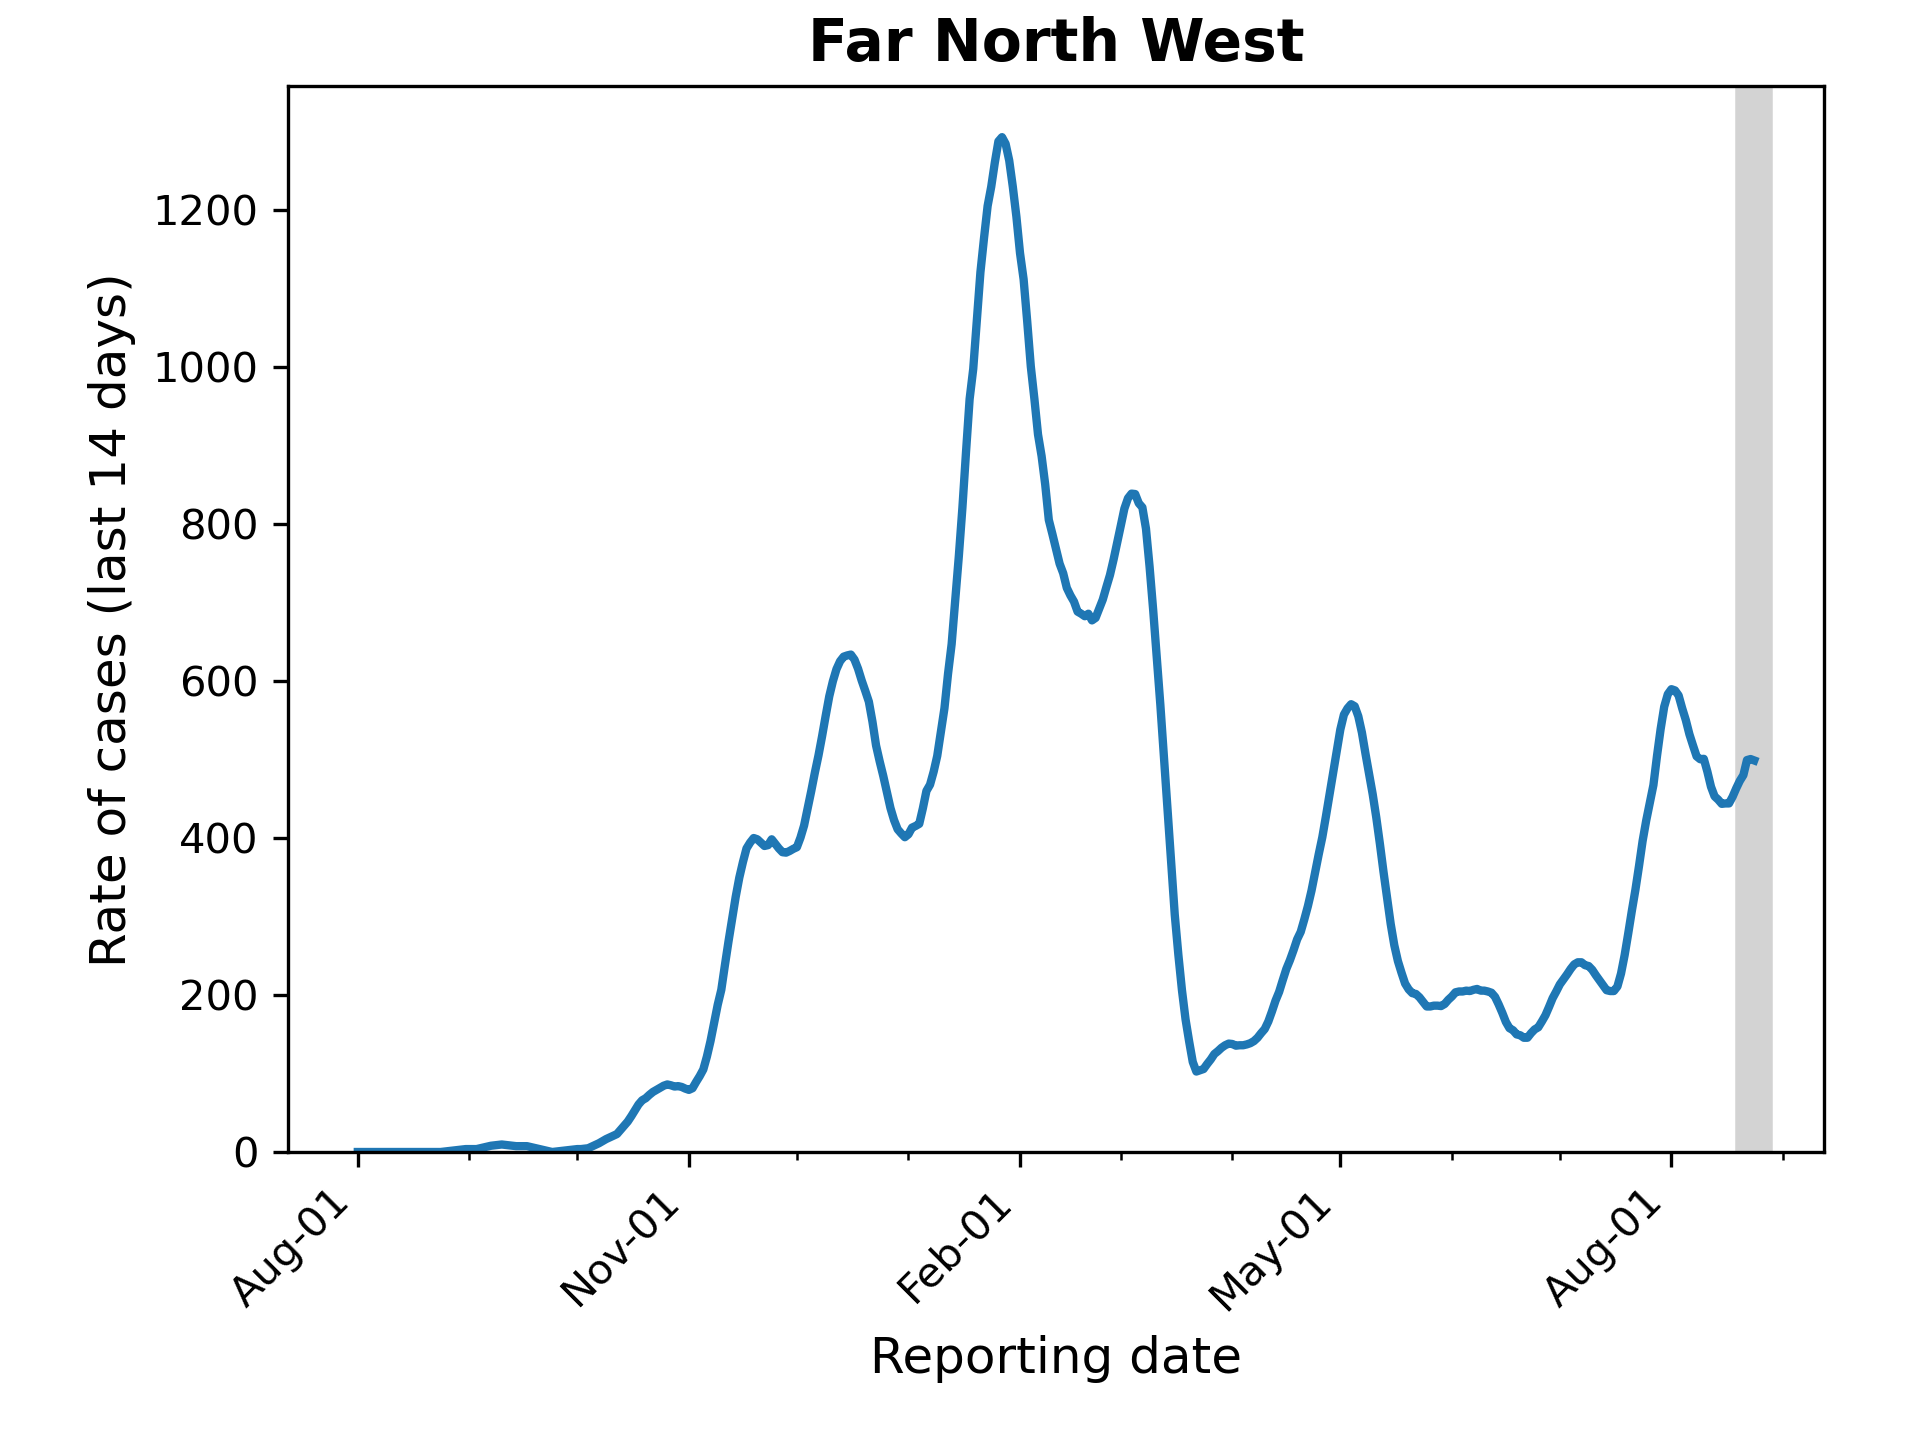 Far North West
Rate of cases (last 14 days)
1200
1000
800
600
400
200
0
Aug-01
Nov-01
Feb-01
May-01
Aug-01
Reporting date